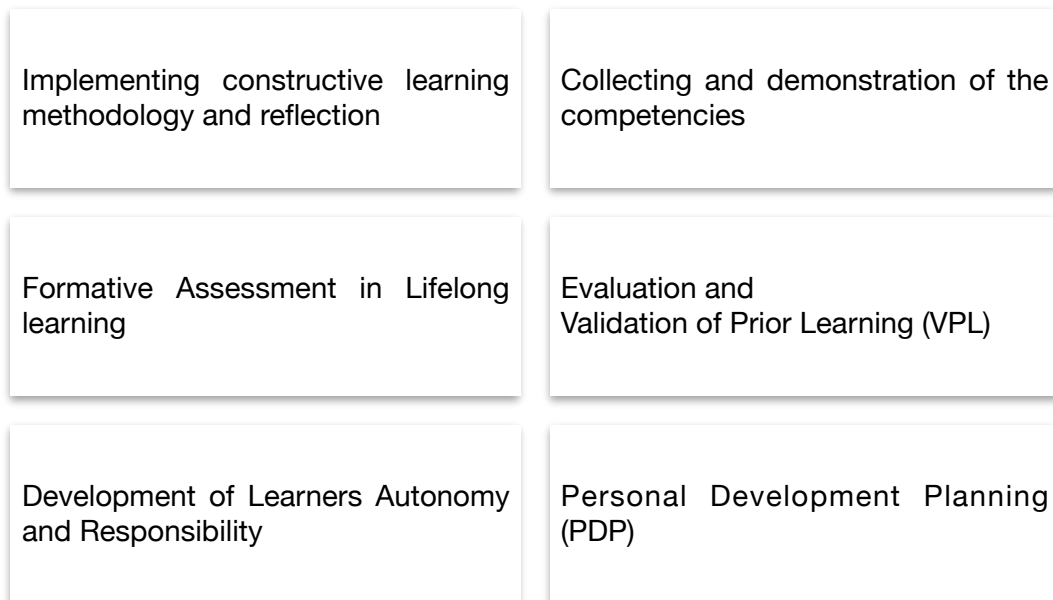 Implementing constructive learning
methodology and reflection
Collecting and demonstration of the
competencies
Formative Assessment in Lifelong
learning
Evaluation and
Validation of Prior Learning (VPL)
Development of Learners Autonomy
and Responsibility
Personal Development Planning
(PDP)